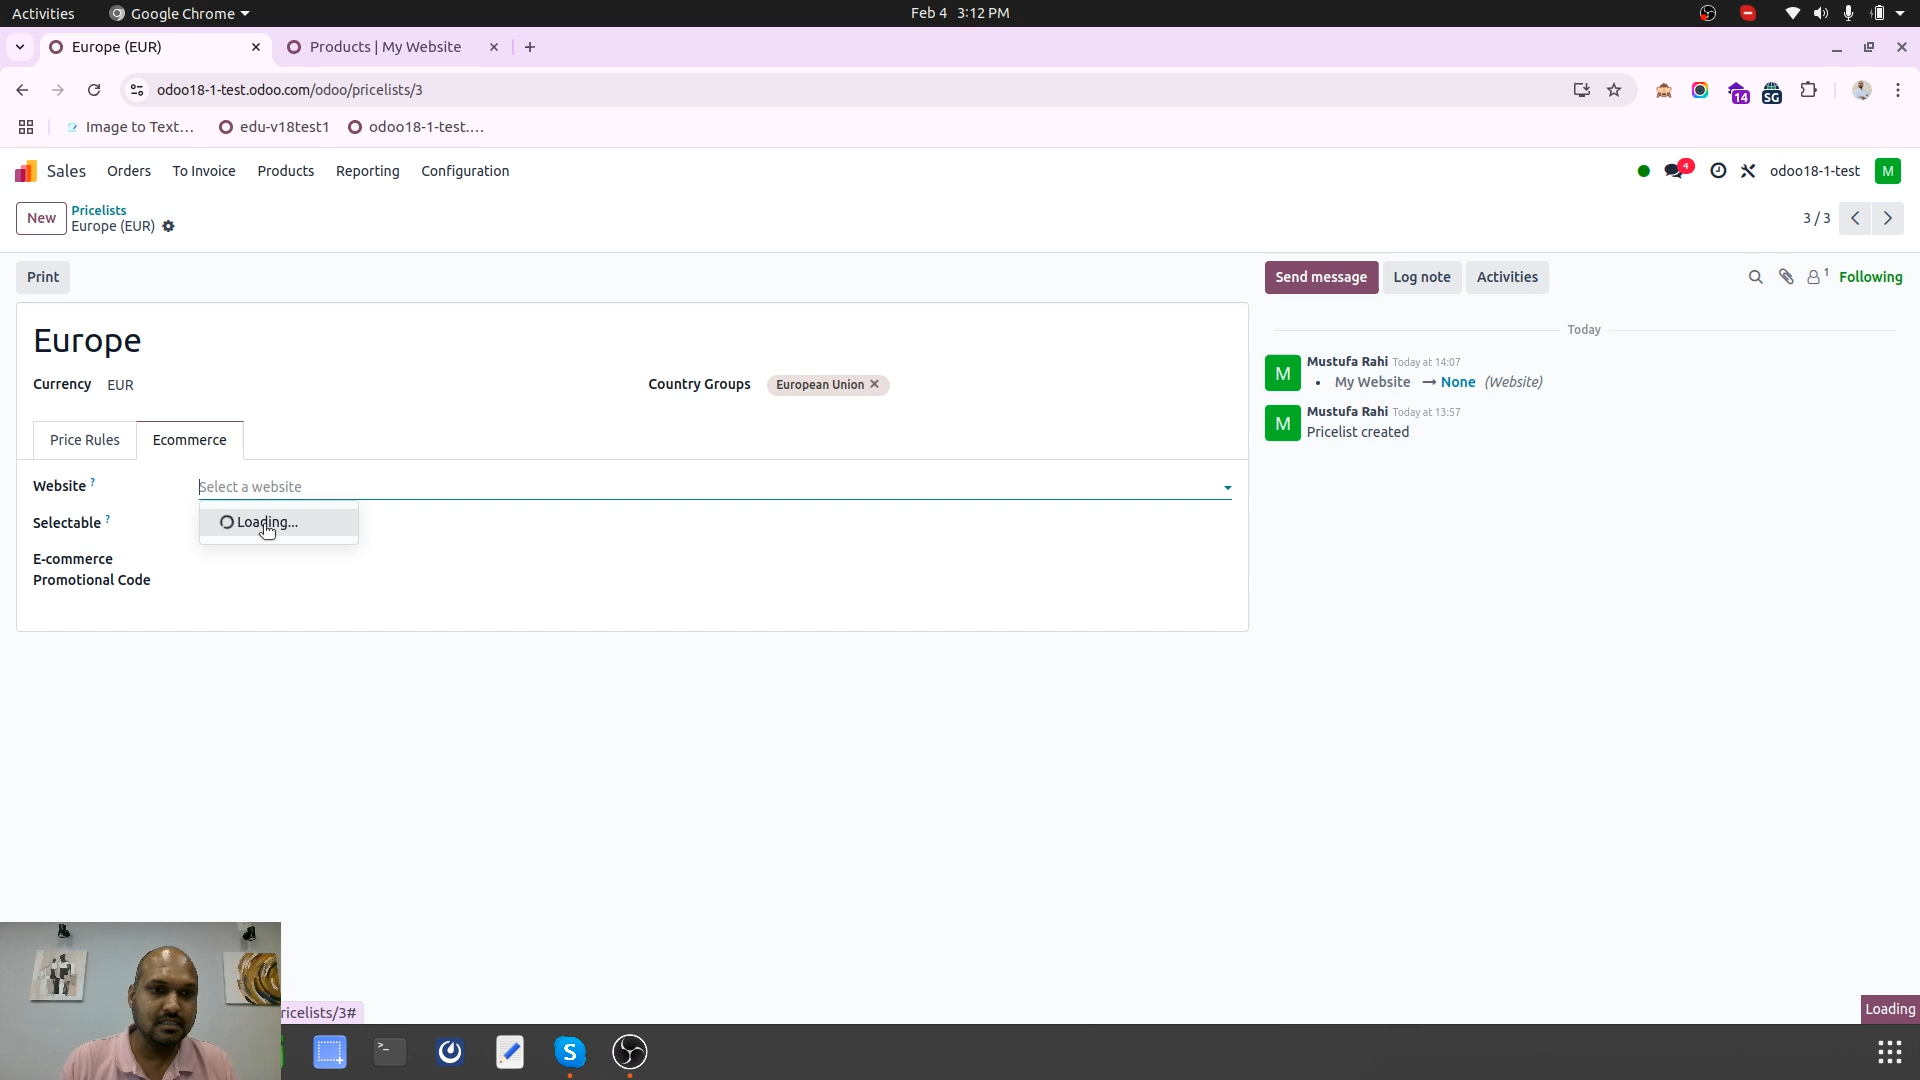 Activities Google Chrome Feb 4 3:12 PM
Europe (EUR) Products | My Website
odoo18-1-test.odoo.com/odoo/pricelists/3 14 SG
Image to Text... edu-v18test1 odoo18-1-test....
Sales Orders To Invoice Products Reporting Configuration 4 odoo18-1-test M
New Pricelists
Europe (EUR) 3 / 3
Print Send message Log note Activities 1 Following
Europe
Today
Currency EUR Country Groups European Union
M Mustufa Rahi Today at 14:07
• My Website → None (Website)
M Mustufa Rahi Today at 13:57
Pricelist created
Price Rules Ecommerce
Website ? Select a website
Selectable ? Loading...
E-commerce
Promotional Code
ricelists/3#
Loading